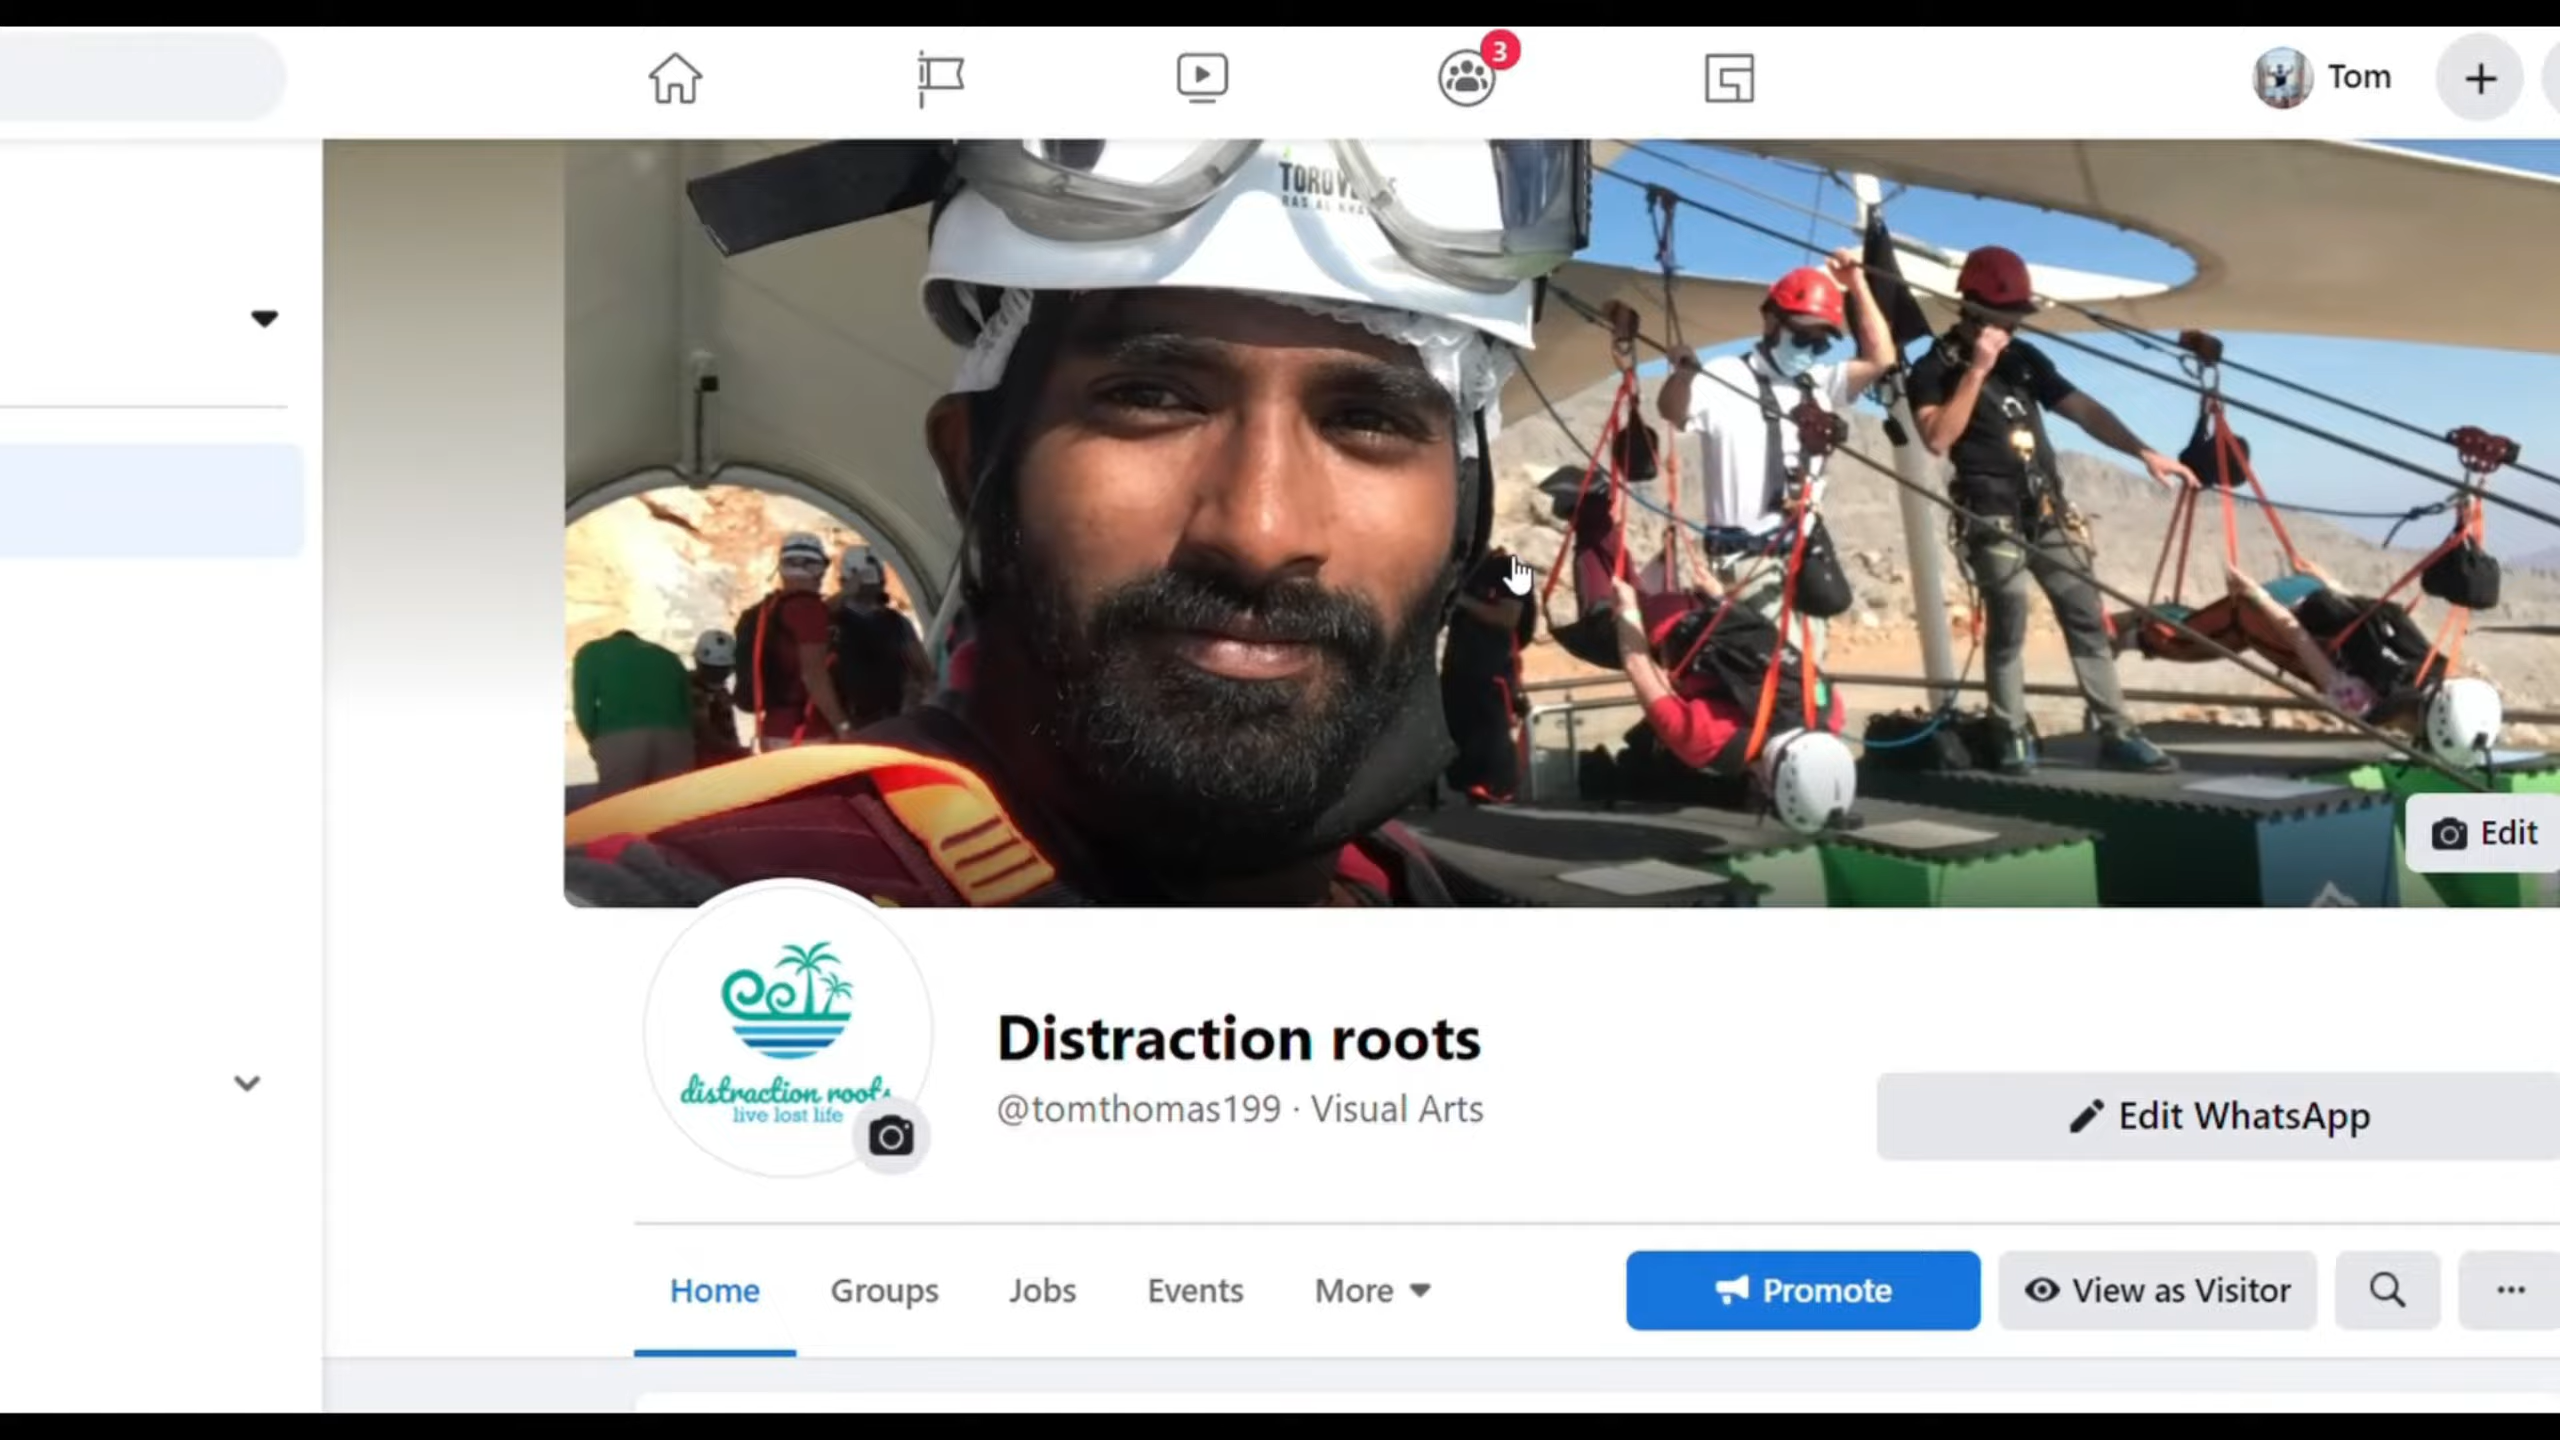 3
Tom
Edit
distraction roots
live lost life
Distraction roots
@tomthomas199 · Visual Arts
Edit WhatsApp
Home
Groups
Jobs
Events
More
Promote
View as Visitor